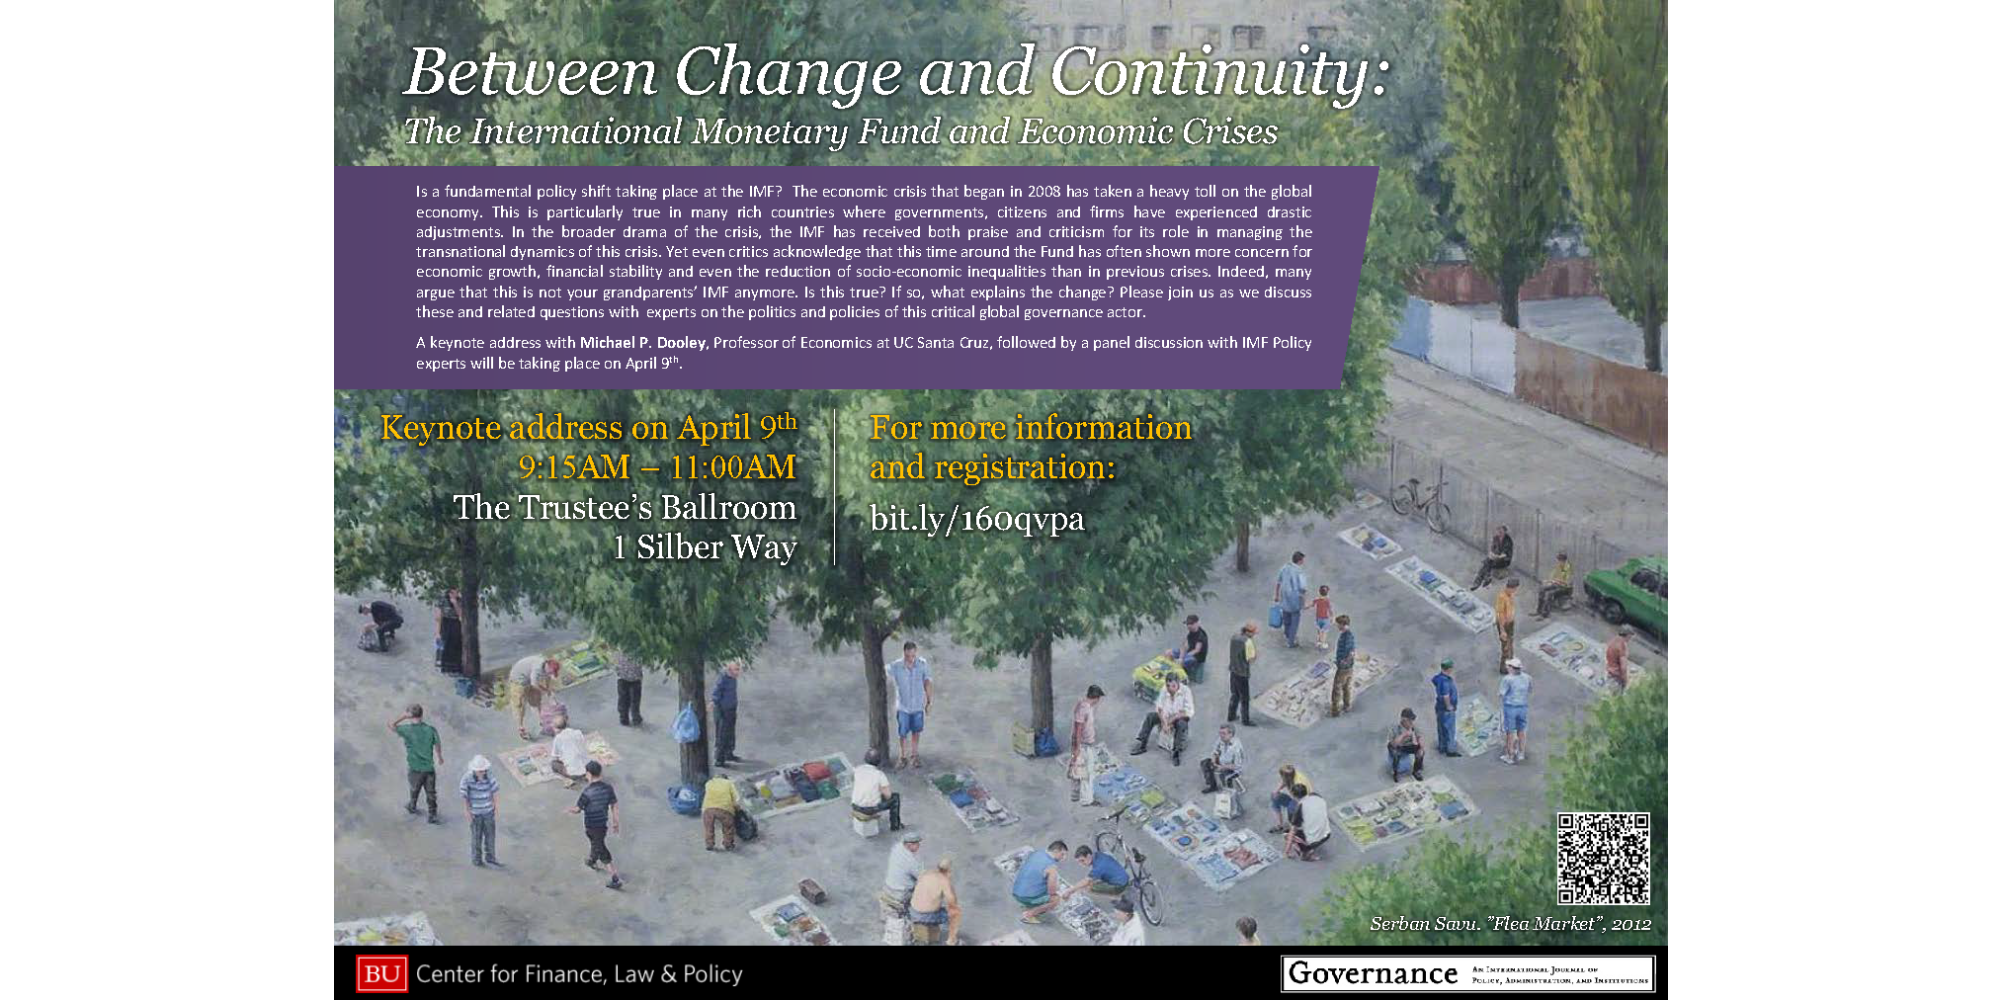 Between Change and Continuity:
The International Monetary Fund and Economic Crises
Is a fundamental policy shift taking place at the IMF? The economic crisis that began in 2008 has taken a heavy toll on the global
economy. This is particularly true in many rich countries where governments, citizens and firms have experienced drastic
adjustments. In the broader drama of the crisis, the IMF has received both praise and criticism for its role in managing the
transnational dynamics of this crisis. Yet even critics acknowledge that this time around the Fund has often shown more concern for
economic growth, financial stability and even the reduction of socio-economic inequalities than in previous crises. Indeed, many
argue that this is not your grandparents' IMF anymore. Is this true? If so, what explains the change? Please join us as we discuss
these and related questions with experts on the politics and policies of this critical global governance actor.
A keynote address with Michael P. Dooley, Professor of Economics at UC Santa Cruz, followed by a panel discussion with IMF Policy
experts will be taking place on April 9th.
Keynote address on April 9th
9:15AM – 11:00AM
The Trustee's Ballroom
1 Silber Way
For more information
and registration:
bit.ly/160qvpa
Serban Savu. "Flea Market", 2012
BU Center for Finance, Law & Policy
Governance
An International Journal of
Policy, Administration, and Institutions